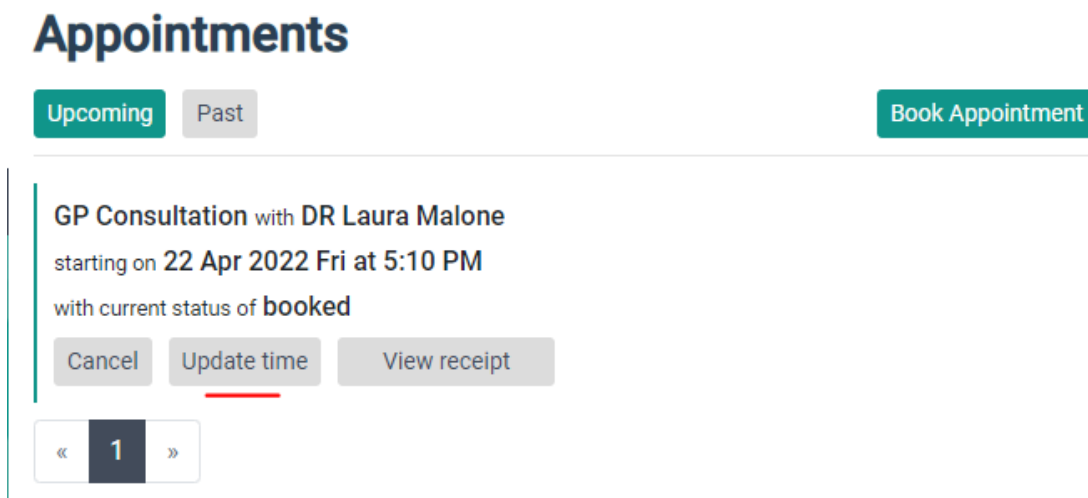 Appointments
Upcoming Past Book Appointment
GP Consultation with DR Laura Malone
starting on 22 Apr 2022 Fri at 5:10 PM
with current status of booked
Cancel Update time View receipt
« 1 »